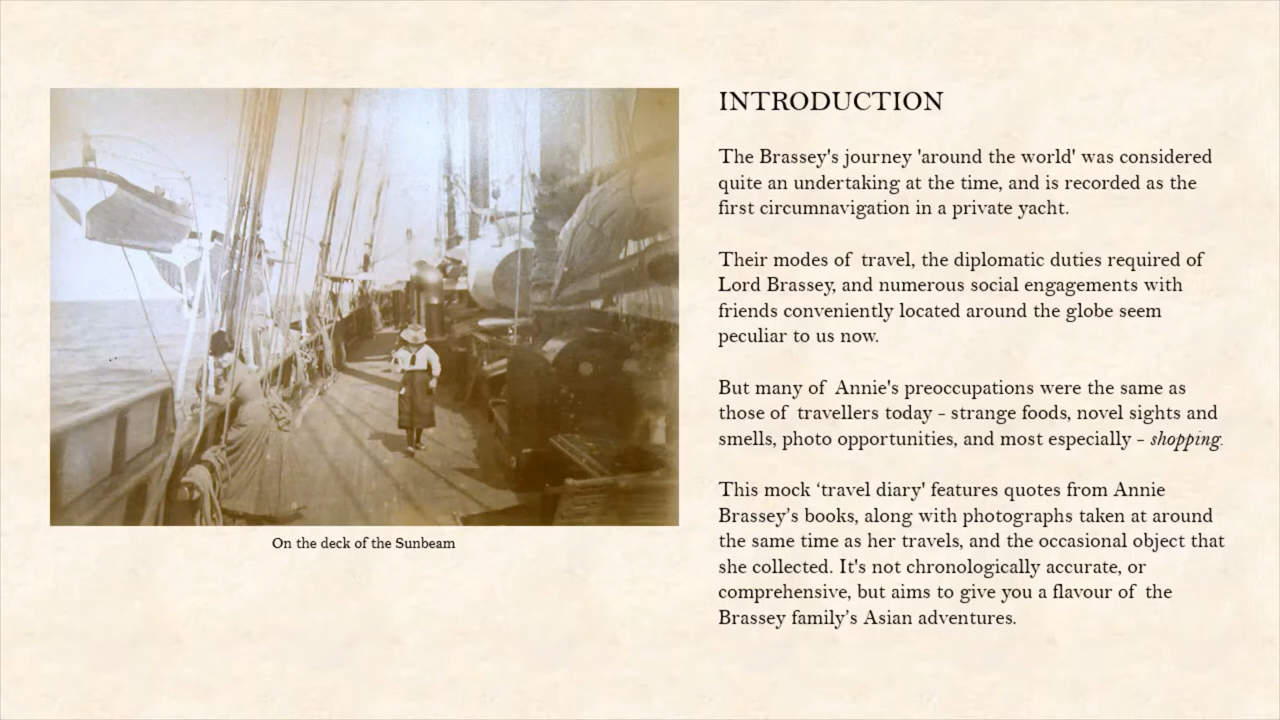 INTRODUCTION
The Brassey's journey 'around the world' was considered
quite an undertaking at the time, and is recorded as the
first circumnavigation in a private yacht.
Their modes of travel, the diplomatic duties required of
Lord Brassey, and numerous social engagements with
friends conveniently located around the globe seem
peculiar to us now.
But many of Annie's preoccupations were the same as
those of travellers today - strange foods, novel sights and
smells, photo opportunities, and most especially - shopping.
This mock ‘travel diary' features quotes from Annie
Brassey’s books, along with photographs taken at around
the same time as her travels, and the occasional object that
she collected. It's not chronologically accurate, or
comprehensive, but aims to give you a flavour of the
Brassey family’s Asian adventures.
On the deck of the Sunbeam